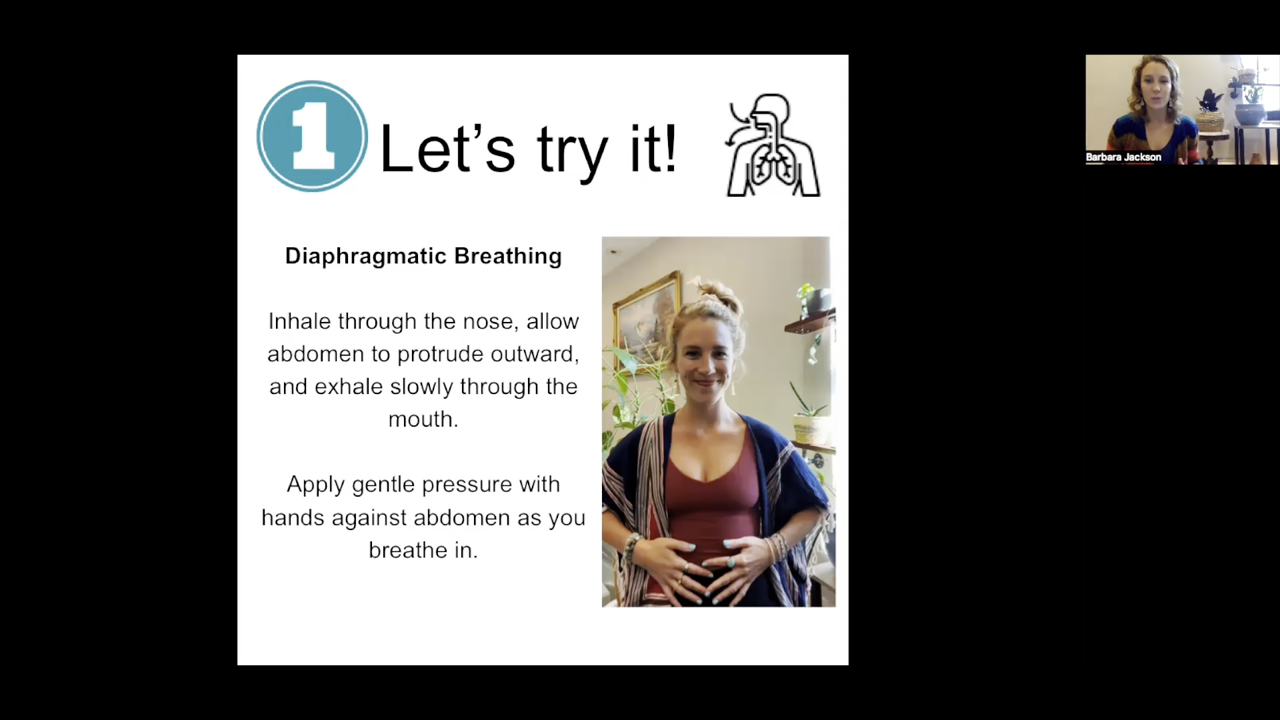 1
Let's try it!
Diaphragmatic Breathing
Inhale through the nose, allow
abdomen to protrude outward,
and exhale slowly through the
mouth.
Apply gentle pressure with
hands against abdomen as you
breathe in.
Barbara Jackson